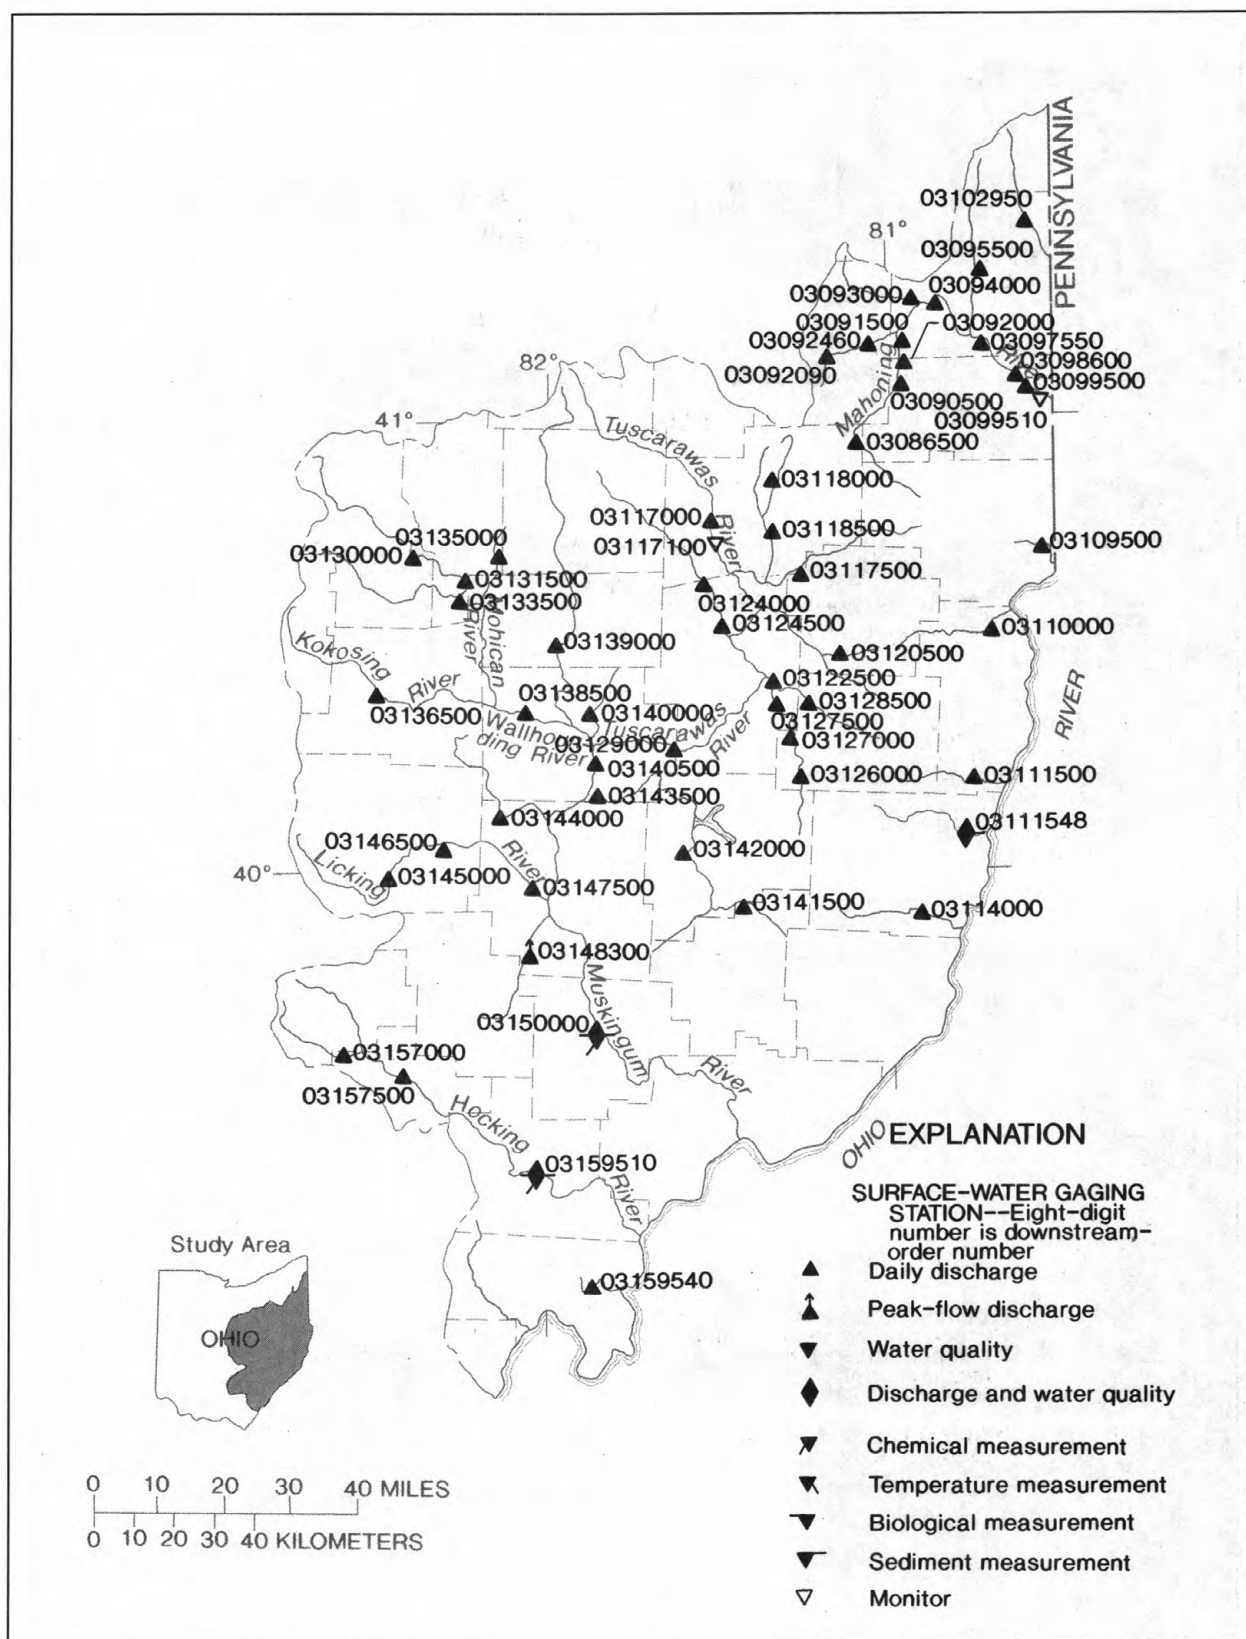 PENNSYLVANIA
03102950
81°
03095500
03094000
03093000
03091500
03092000
03092460
03097550
River
03098600
82°
03092090
03099500
Mahoning
03090500
03099510
41°
Tuscarawas
03086500
03118000
03117000
River
03118500
03135000
03117100
03109500
03130000
03117500
03131500
03124000
03133500
Mohican
River
03124500
03110000
Kokosing
03139000
03120500
River
03122500
RIVER
03138500
03128500
03136500
03140000
Tuscarawas
03127500
Wallhon-
ding River
03129000
River
03127000
03140500
03126000
03111500
03143500
03144000
03111548
03146500
River
03142000
Licking
40°
03145000
03147500
03141500
03114000
03148300
Muskingum
03150000
03157000
River
03157500
Hocking
OHIO
EXPLANATION
03159510
River
SURFACE-WATER GAGING
STATION--Eight-digit
number is downstream-
order number
Study Area
03159540
Daily discharge
Peak-flow discharge
OHIO
Water quality
Discharge and water quality
Chemical measurement
0 10 20 30 40 MILES
Temperature measurement
0 10 20 30 40 KILOMETERS
Biological measurement
Sediment measurement
Monitor